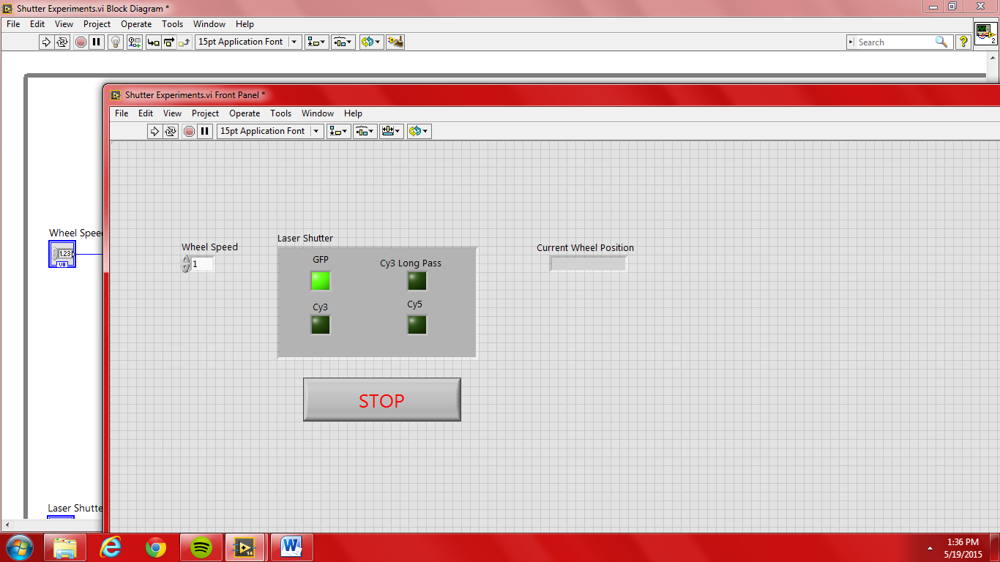 Shutter Experiments.vi Block Diagram *
File Edit View Project Operate Tools Window Help
15pt Application Font
Search
?
2
Wheel Spee
1.23
U8
Laser Shutte
Shutter Experiments.vi Front Panel *
File Edit View Project Operate Tools Window Help
15pt Application Font
Wheel Speed
1
Laser Shutter
GFP
Cy3 Long Pass
Cy3
Cy5
Current Wheel Position
STOP
14
W
1:36 PM
5/19/2015